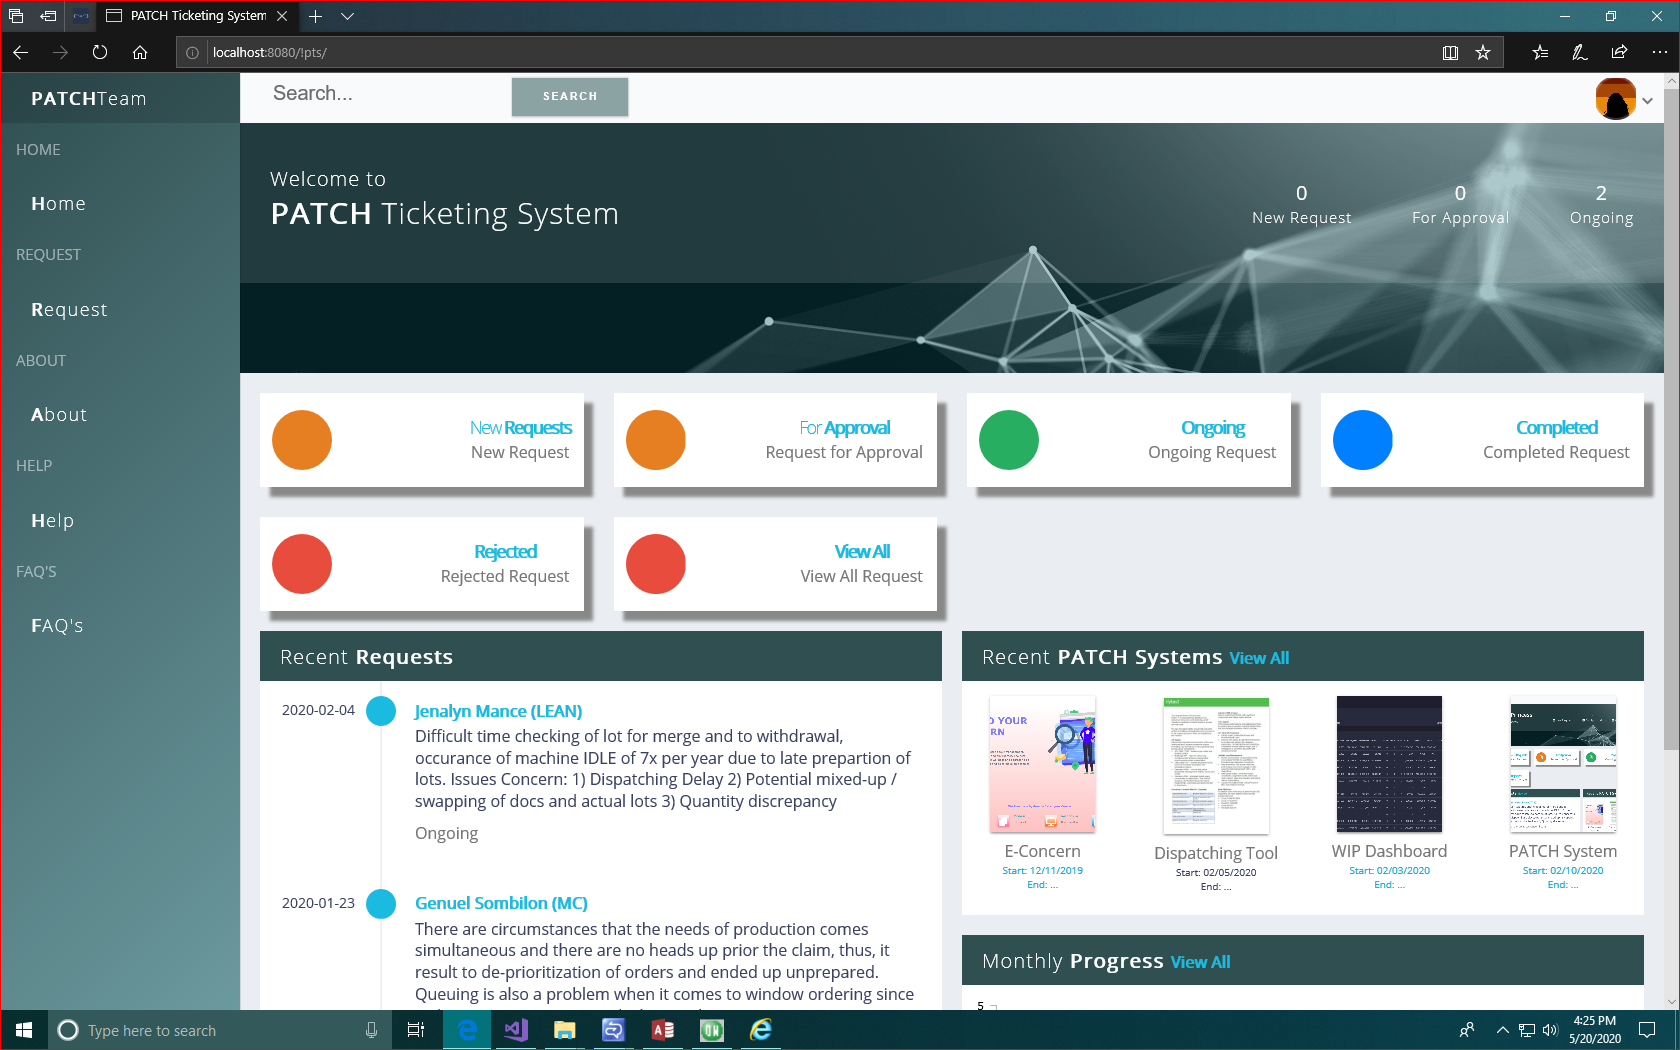 PATCH Ticketing System
localhost:8080/!pts/
PATCHTeam
Search...
SEARCH
HOME
Home
REQUEST
Request
ABOUT
About
HELP
Help
FAQ'S
FAQ's
Welcome to
PATCH Ticketing System
0
New Request
0
For Approval
2
Ongoing
New Requests
New Request
For Approval
Request for Approval
Ongoing
Ongoing Request
Completed
Completed Request
Rejected
Rejected Request
View All
View All Request
Recent Requests
2020-02-04
Jenalyn Mance (LEAN)
Difficult time checking of lot for merge and to withdrawal,
occurance of machine IDLE of 7x per year due to late prepartion of
lots. Issues Concern: 1) Dispatching Delay 2) Potential mixed-up /
swapping of docs and actual lots 3) Quantity discrepancy
Ongoing
2020-01-23
Genuel Sombilon (MC)
There are circumstances that the needs of production comes
simultaneous and there are no heads up prior the claim, thus, it
result to de-prioritization of orders and ended up unprepared.
Queuing is also a problem when it comes to window ordering since
Recent PATCH Systems View All
E-Concern
Start: 12/11/2019
End: ...
Dispatching Tool
Start: 02/05/2020
End: ...
WIP Dashboard
Start: 02/03/2020
End: ...
PATCH System
Start: 02/10/2020
End: ...
Monthly Progress View All
5
Type here to search
4:25 PM
5/20/2020